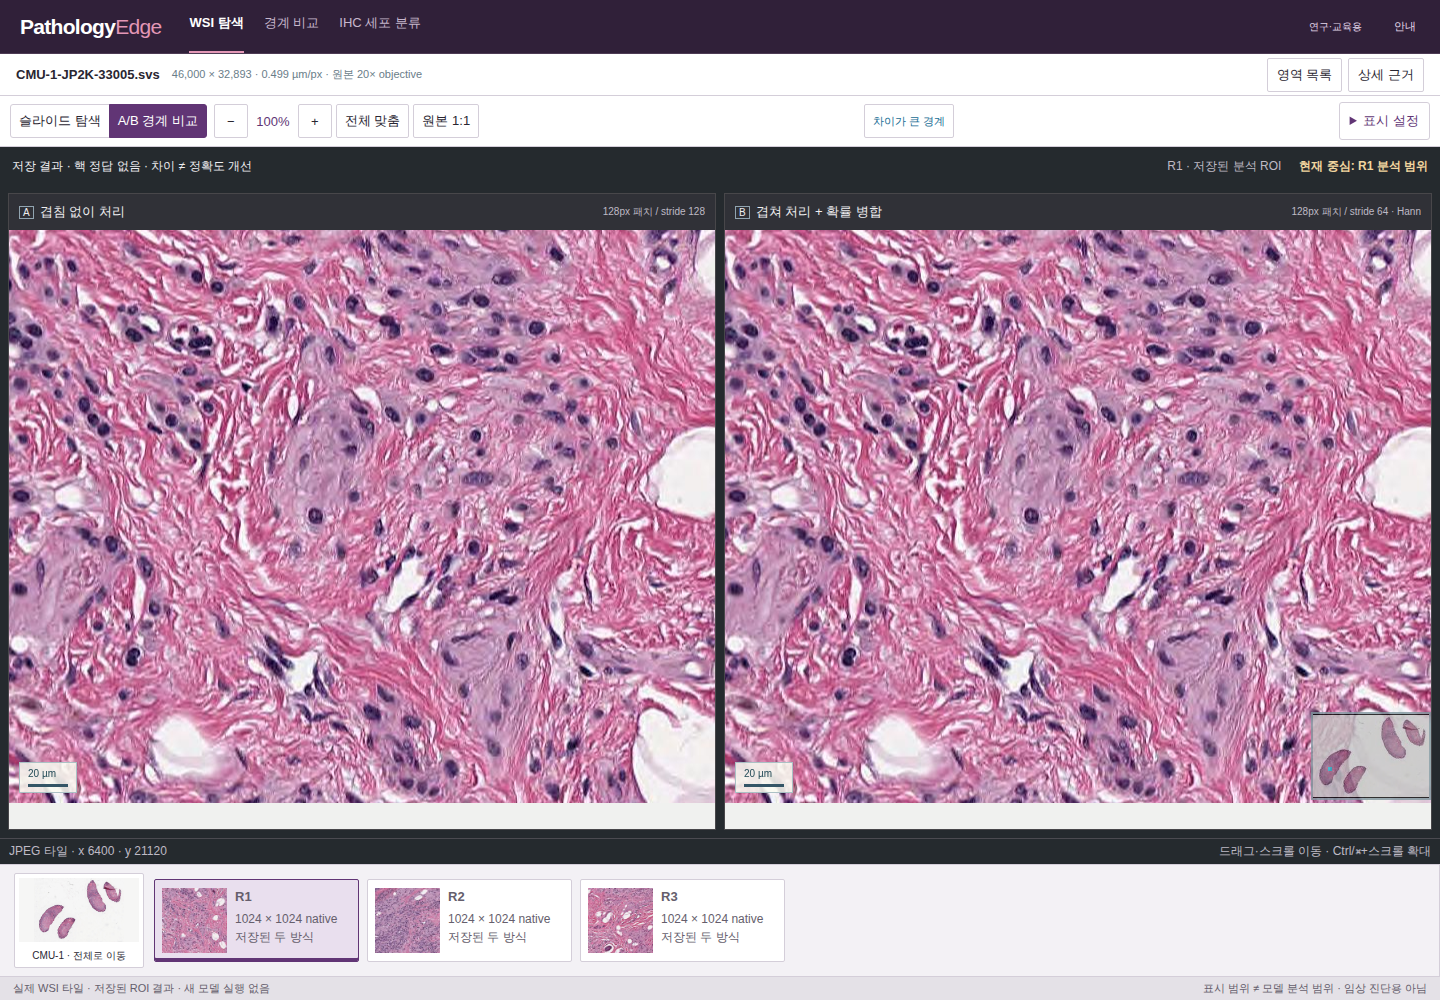 PathologyEdge WSI 탐색 경계 비교 IHC 세포 분류 연구·교육용 안내
CMU-1-JP2K-33005.svs 46,000 × 32,893 · 0.499 µm/px · 원본 20× objective 영역 목록 상세 근거
슬라이드 탐색 A/B 경계 비교 − 100% + 전체 맞춤 원본 1:1 차이가 큰 경계 ▶ 표시 설정
저장 결과 · 핵 정답 없음 · 차이 ≠ 정확도 개선 R1 · 저장된 분석 ROI 현재 중심: R1 분석 범위
A 겹침 없이 처리 128px 패치 / stride 128
B 겹쳐 처리 + 확률 병합 128px 패치 / stride 64 · Hann
20 µm
20 µm
JPEG 타일 · x 6400 · y 21120 드래그·스크롤 이동 · Ctrl/⌘+스크롤 확대
CMU-1 · 전체로 이동
R1
1024 × 1024 native
저장된 두 방식
R2
1024 × 1024 native
저장된 두 방식
R3
1024 × 1024 native
저장된 두 방식
실제 WSI 타일 · 저장된 ROI 결과 · 새 모델 실행 없음 표시 범위 ≠ 모델 분석 범위 · 임상 진단용 아님